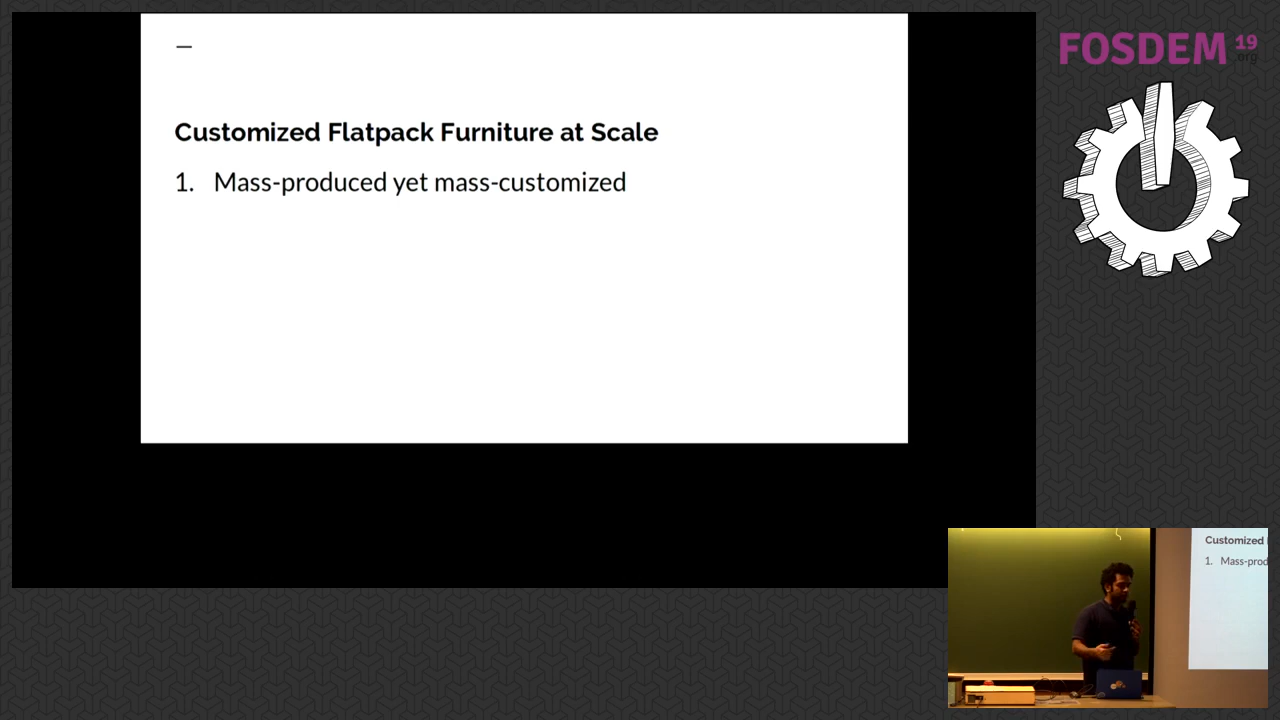 Customized Flatpack Furniture at Scale
1. Mass-produced yet mass-customized
FOSDEM 19
.org
Customized
1. Mass-prod